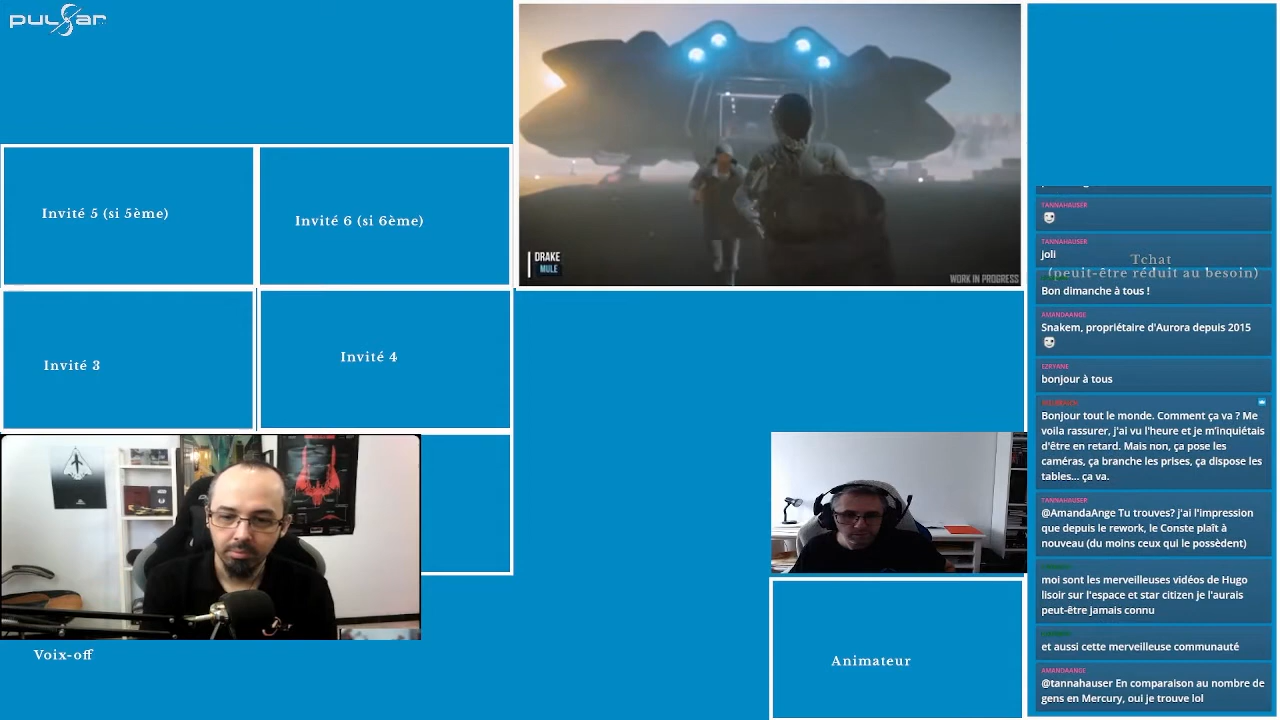 pulsar
Invité 5 (si 5ème)
Invité 6 (si 6ème)
Invité 3
Invité 4
Voix-off
DRAKE
MULE
WORK IN PROGRESS
Animateur
Tchat
(peuit-être réduit au besoin)
TANNAHAUSER
TANNAHAUSER
Joli
Bon dimanche à tous !
AMANDAANGE
Snakem, propriétaire d'Aurora depuis 2015
EZRYANE
bonjour à tous
Bonjour tout le monde. Comment ça va ? Me
voila rassurer, j'ai vu l'heure et je m'inquiétais
d'être en retard. Mais non, ça pose les
caméras, ça branche les prises, ça dispose les
tables... ça va.
TANNAHAUSER
@AmandaAnge Tu trouves? j'ai l'impression
que depuis le rework, le Conste plaît à
nouveau (du moins ceux qui le possèdent)
moi sont les merveilleuses vidéos de Hugo
lisoir sur l'espace et star citizen je l'aurais
peut-être jamais connu
et aussi cette merveilleuse communauté
AMANDAANGE
@tannahauser En comparaison au nombre de
gens en Mercury, oui je trouve lol